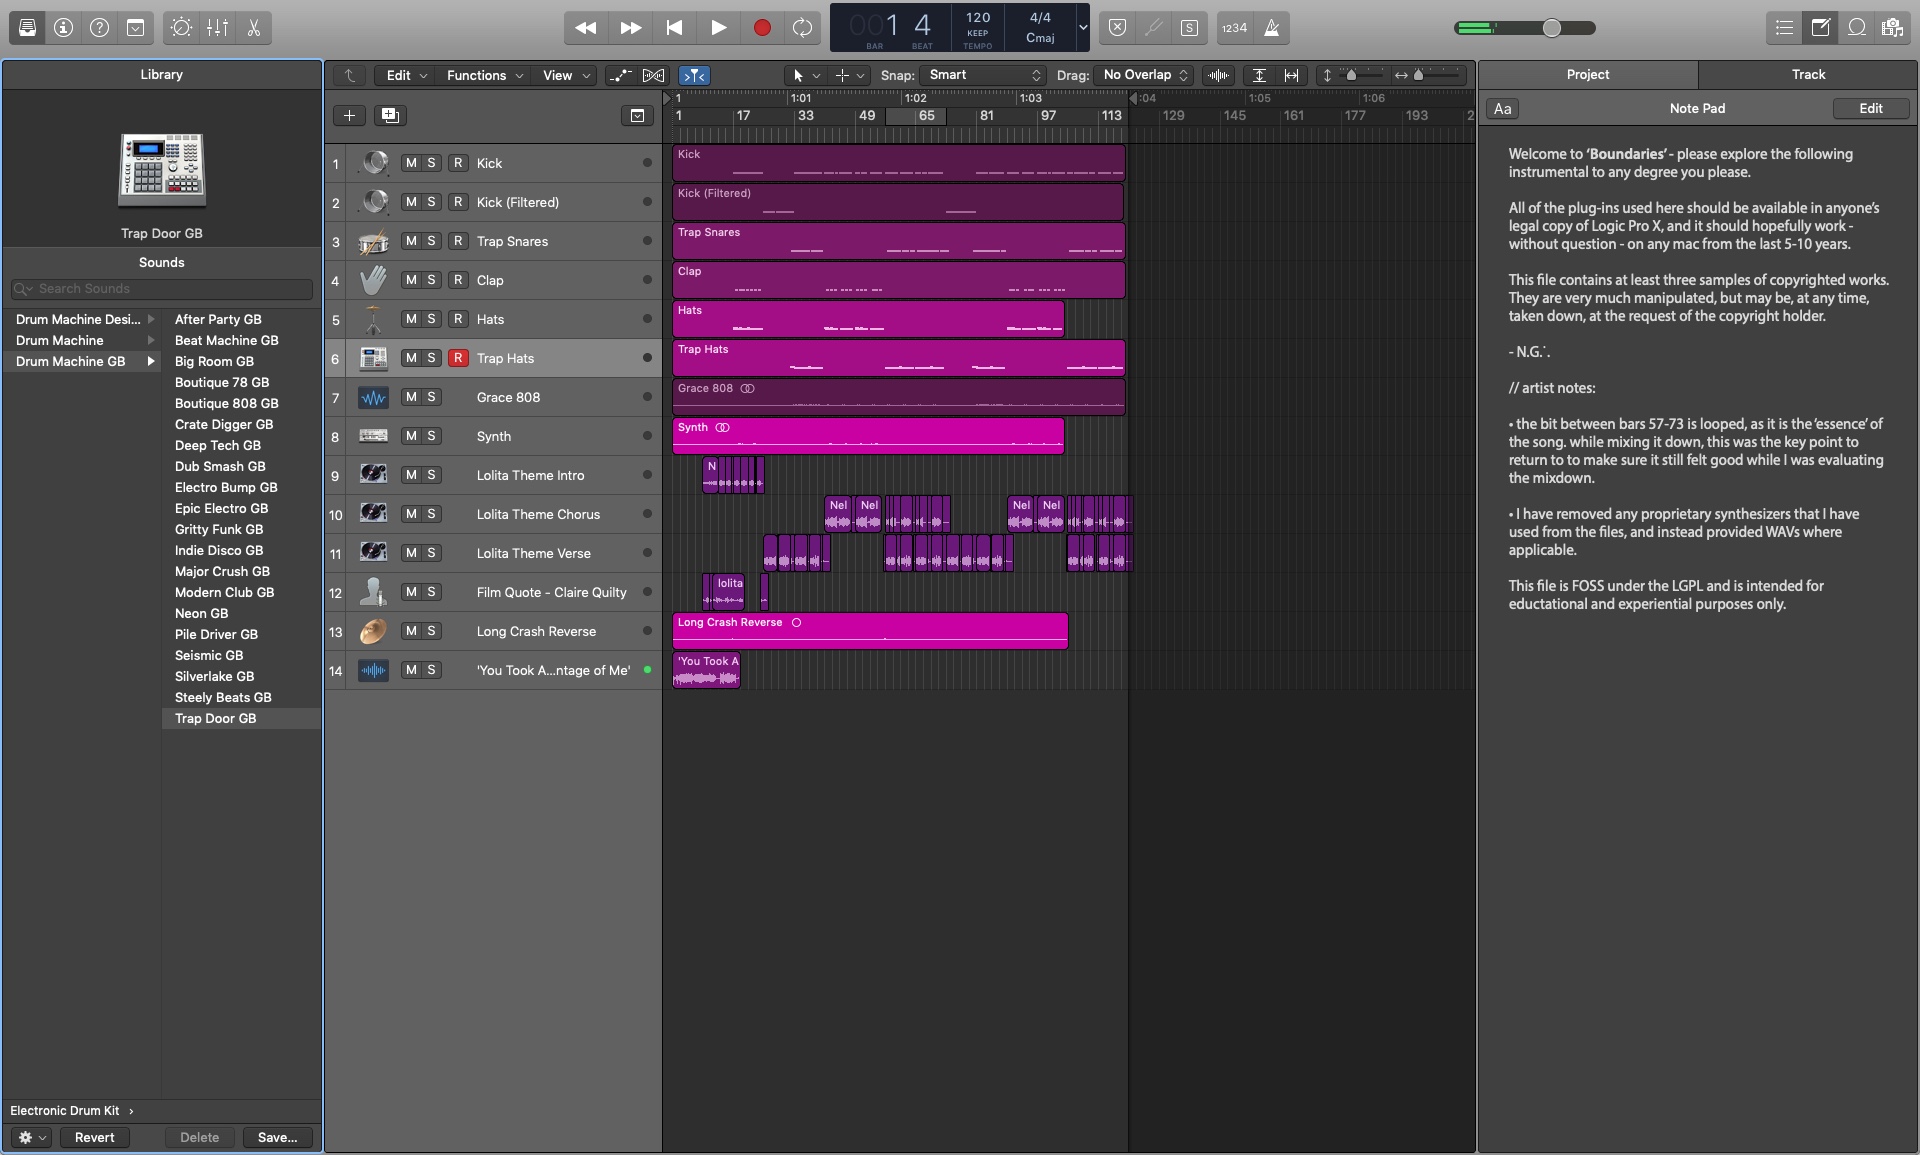 001 4
BAR BEAT
120
KEEP
TEMPO
4/4
Cmaj
S
1234
Library
Trap Door GB
Sounds
Search Sounds
Drum Machine Desi...
Drum Machine
Drum Machine GB
After Party GB
Beat Machine GB
Big Room GB
Boutique 78 GB
Boutique 808 GB
Crate Digger GB
Deep Tech GB
Dub Smash GB
Electro Bump GB
Epic Electro GB
Gritty Funk GB
Indie Disco GB
Major Crush GB
Modern Club GB
Neon GB
Pile Driver GB
Seismic GB
Silverlake GB
Steely Beats GB
Trap Door GB
Electronic Drum Kit ›
Revert Delete Save...
Edit Functions View
Snap: Smart
Drag: No Overlap
1 1:01 1:02 1:03 :04 1:05 1:06
1 17 33 49 65 81 97 113 129 145 161 177 193 2
1 M S R Kick
2 M S R Kick (Filtered)
3 M S R Trap Snares
4 M S R Clap
5 M S R Hats
6 M S R Trap Hats
7 M S Grace 808
8 M S Synth
9 M S Lolita Theme Intro
10 M S Lolita Theme Chorus
11 M S Lolita Theme Verse
12 M S Film Quote - Claire Quilty
13 M S Long Crash Reverse
14 M S 'You Took A...ntage of Me'
Kick
Kick (Filtered)
Trap Snares
Clap
Hats
Trap Hats
Grace 808
Synth
N
Nel Nel Nel Nel
lolita
Long Crash Reverse
'You Took A
Project Track
Aa Note Pad Edit
Welcome to ‘Boundaries’ - please explore the following
instrumental to any degree you please.
All of the plug-ins used here should be available in anyone’s
legal copy of Logic Pro X, and it should hopefully work -
without question - on any mac from the last 5-10 years.
This file contains at least three samples of copyrighted works.
They are very much manipulated, but may be, at any time,
taken down, at the request of the copyright holder.
- N.G.∵.
// artist notes:
• the bit between bars 57-73 is looped, as it is the ‘essence’ of
the song. while mixing it down, this was the key point to
return to to make sure it still felt good while I was evaluating
the mixdown.
• I have removed any proprietary synthesizers that I have
used from the files, and instead provided WAVs where
applicable.
This file is FOSS under the LGPL and is intended for
eductational and experiential purposes only.